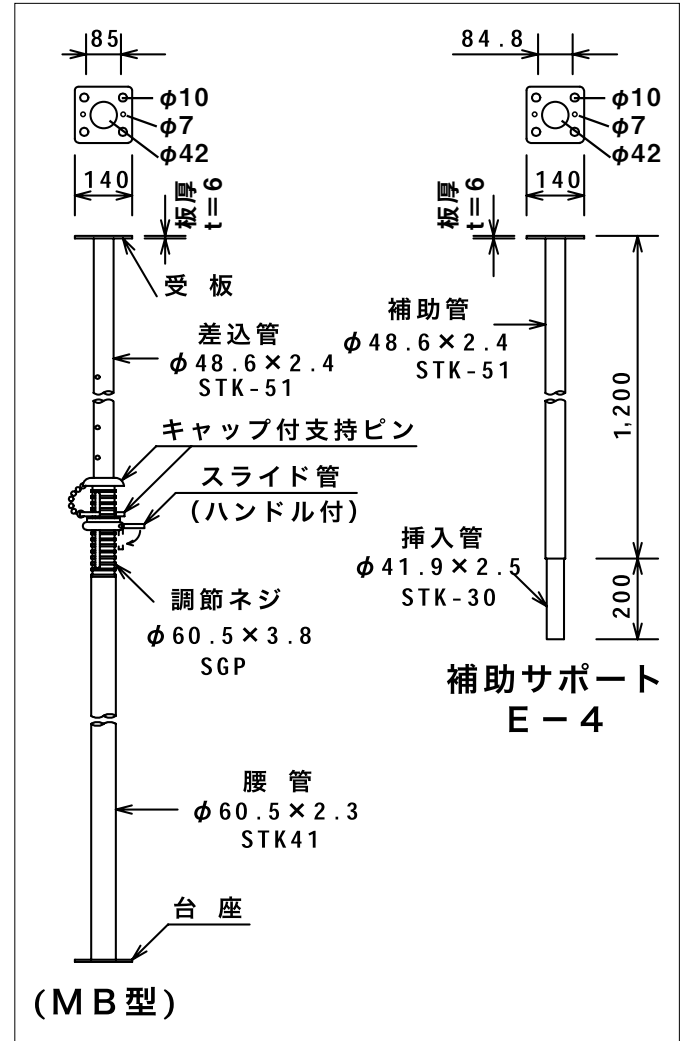 85
φ10
φ7
φ42
140
板厚
t=6
受 板
差込管
φ48.6×2.4
STK-51
キャップ付支持ピン
スライド管
(ハンドル付)
調節ネジ
φ60.5×3.8
SGP
腰 管
φ60.5×2.3
STK41
台 座
(MB型)
84.8
φ10
φ7
φ42
140
板厚
t=6
補助管
φ48.6×2.4
STK-51
1,200
挿入管
φ41.9×2.5
STK-30
200
補助サポート
E-4